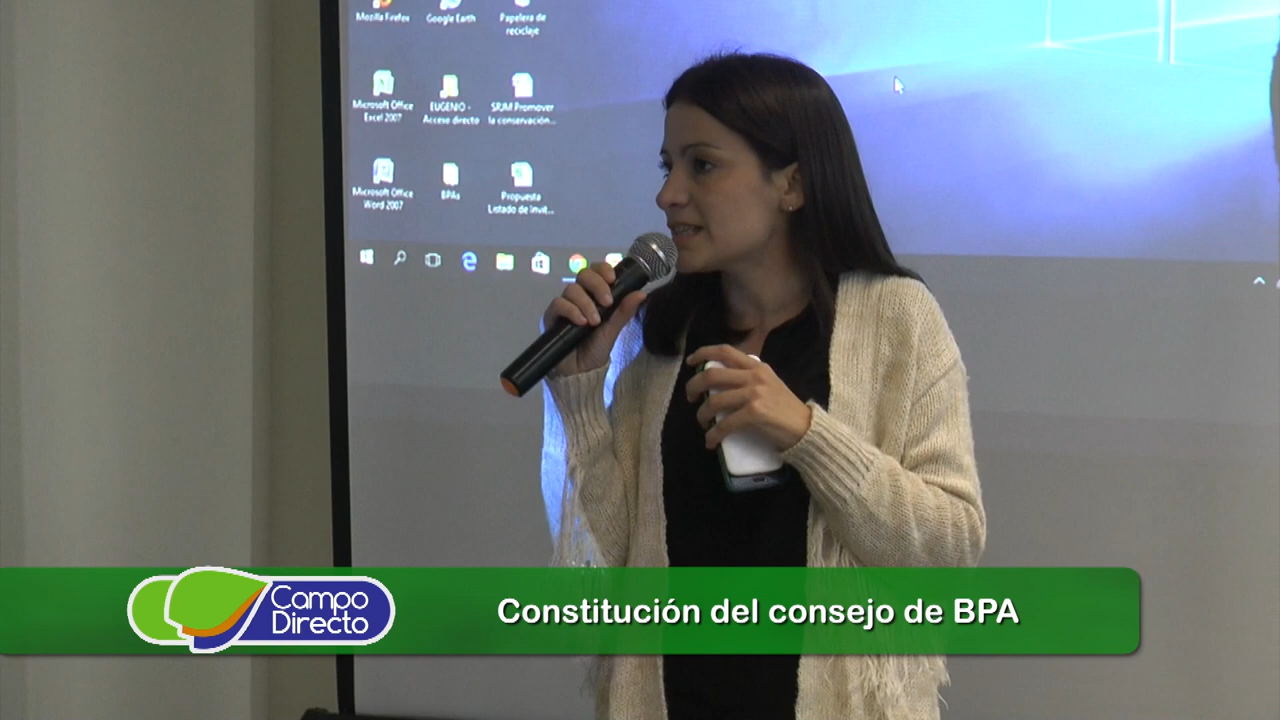 Mozilla Firefox
Google Earth
Papelera de
reciclaje
Microsoft Office
Excel 2007
EUGENIO -
Acceso directo
SRJM Promover
la conservación...
Microsoft Office
Word 2007
BPAs
Propuesta
Listado de Invit...
Campo
Directo
Constitución del consejo de BPA